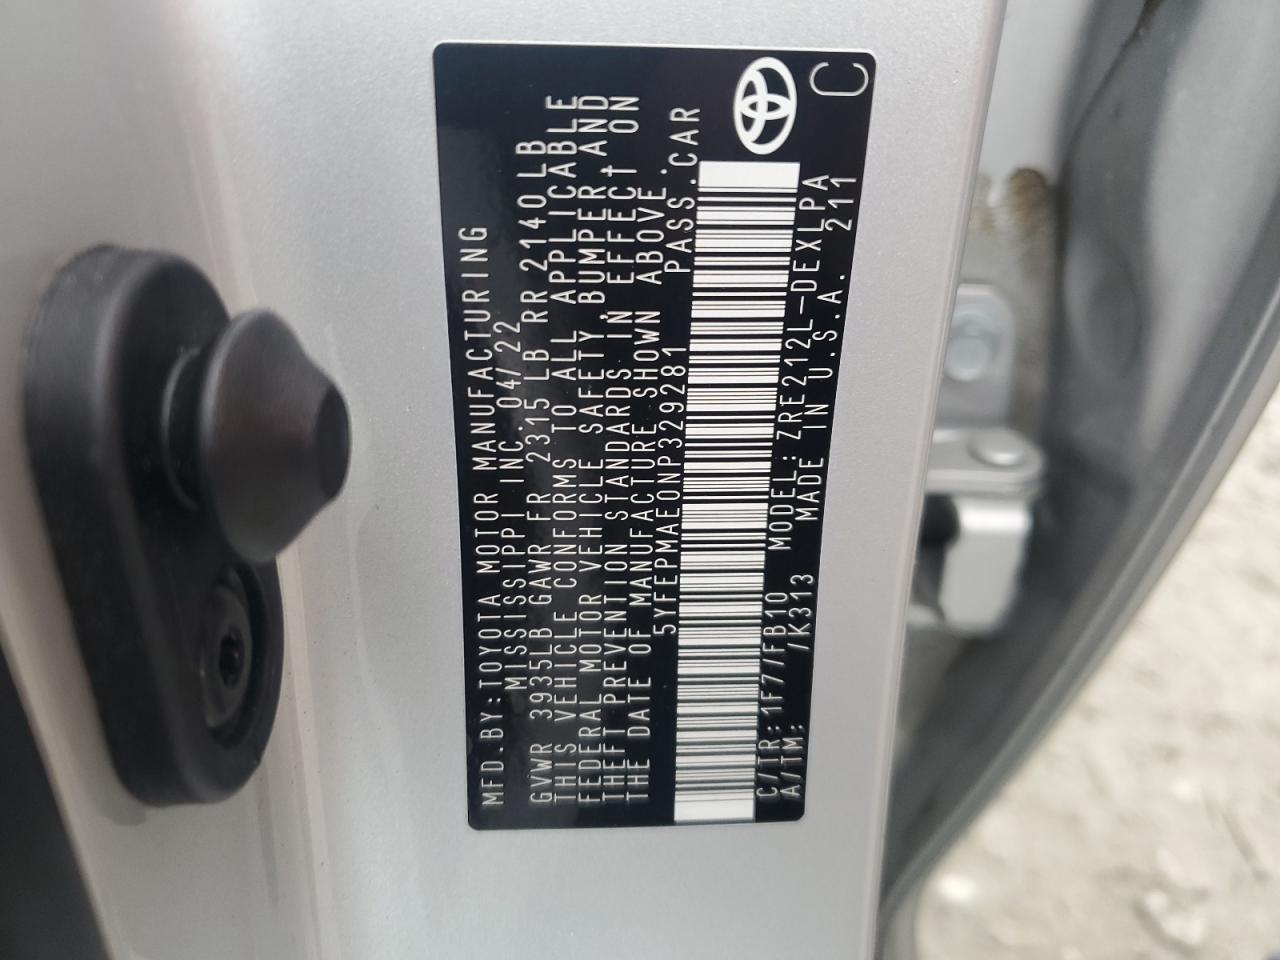 MFD.BY:TOYOTA MOTOR MANUFACTURING
MISSISSIPPI INC. 04/22
GVWR 3935LB GAWR FR 2315LB RR 2140LB
THIS VEHICLE CONFORMS TO ALL APPLICABLE
FEDERAL MOTOR VEHICLE SAFETY, BUMPER, AND
THEFT PREVENTION STANDARDS IN EFFECT ON
THE DATE OF MANUFACTURE SHOWN ABOVE.
5YFEPMAE0NP329281 PASS.CAR
C/TR:1F7/FB10 MODEL:ZRE212L-DEXLPA
A/TM: /K313 MADE IN U.S.A. 211
C